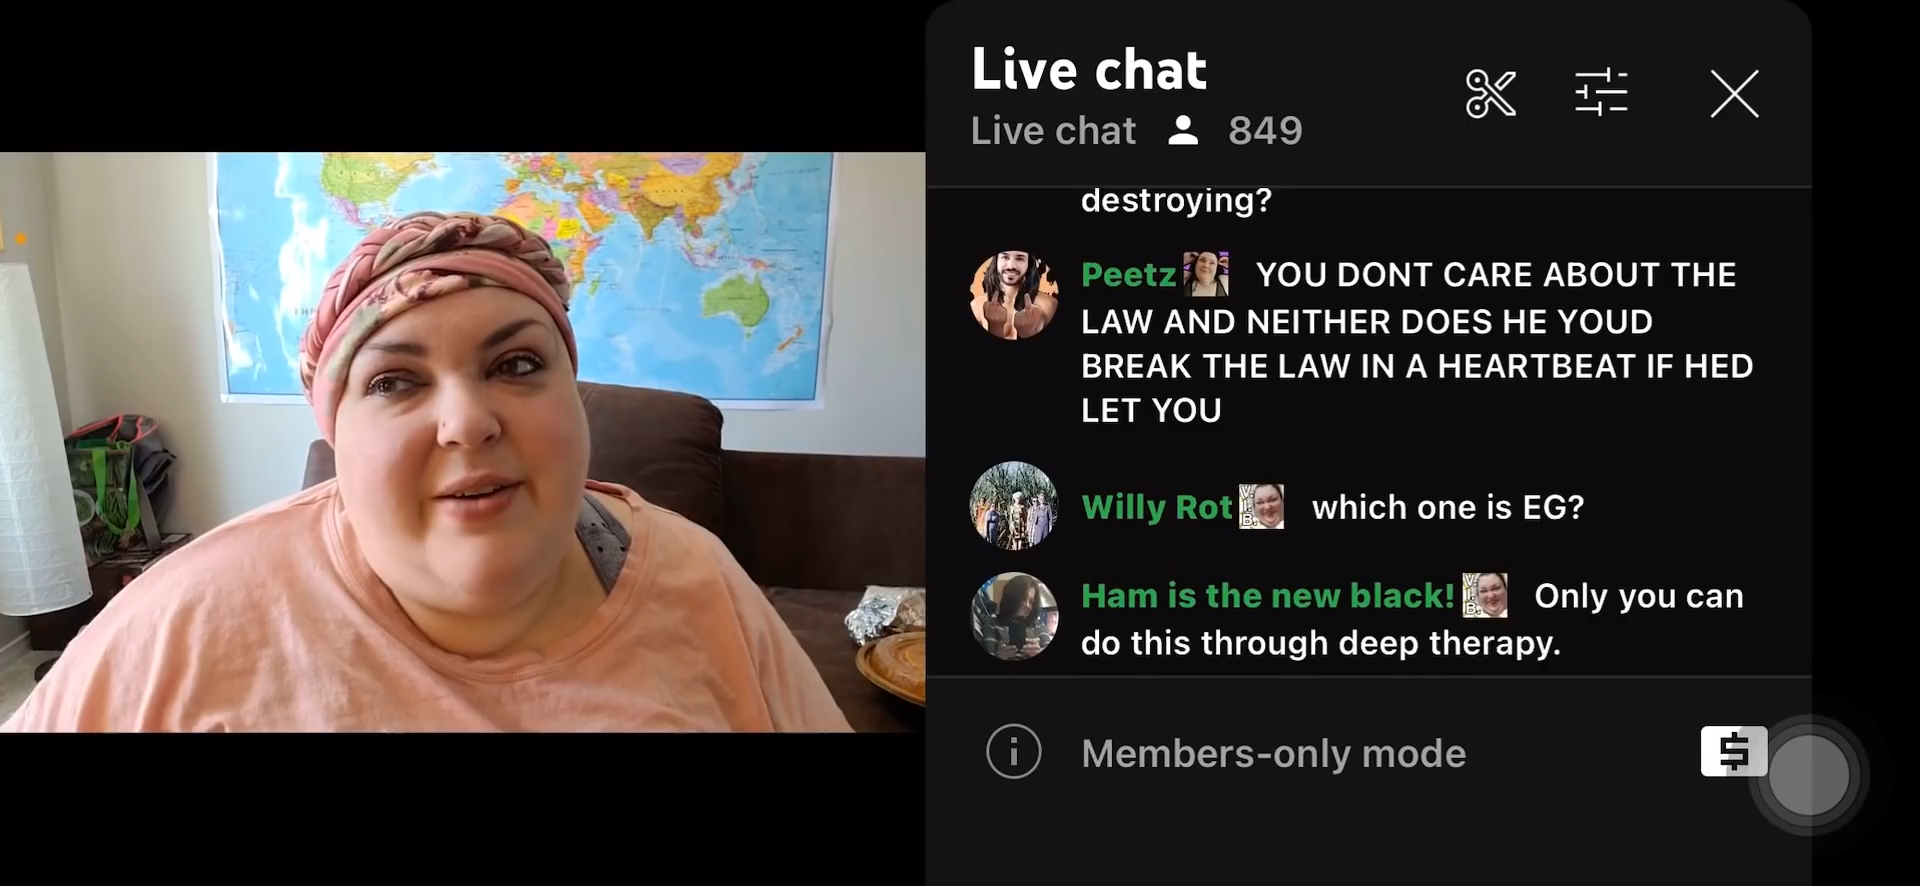 Live chat
Live chat 849
destroying?
Peetz YOU DONT CARE ABOUT THE
LAW AND NEITHER DOES HE YOUD
BREAK THE LAW IN A HEARTBEAT IF HED
LET YOU
Willy Rot which one is EG?
Ham is the new black! Only you can
do this through deep therapy.
Members-only mode
$